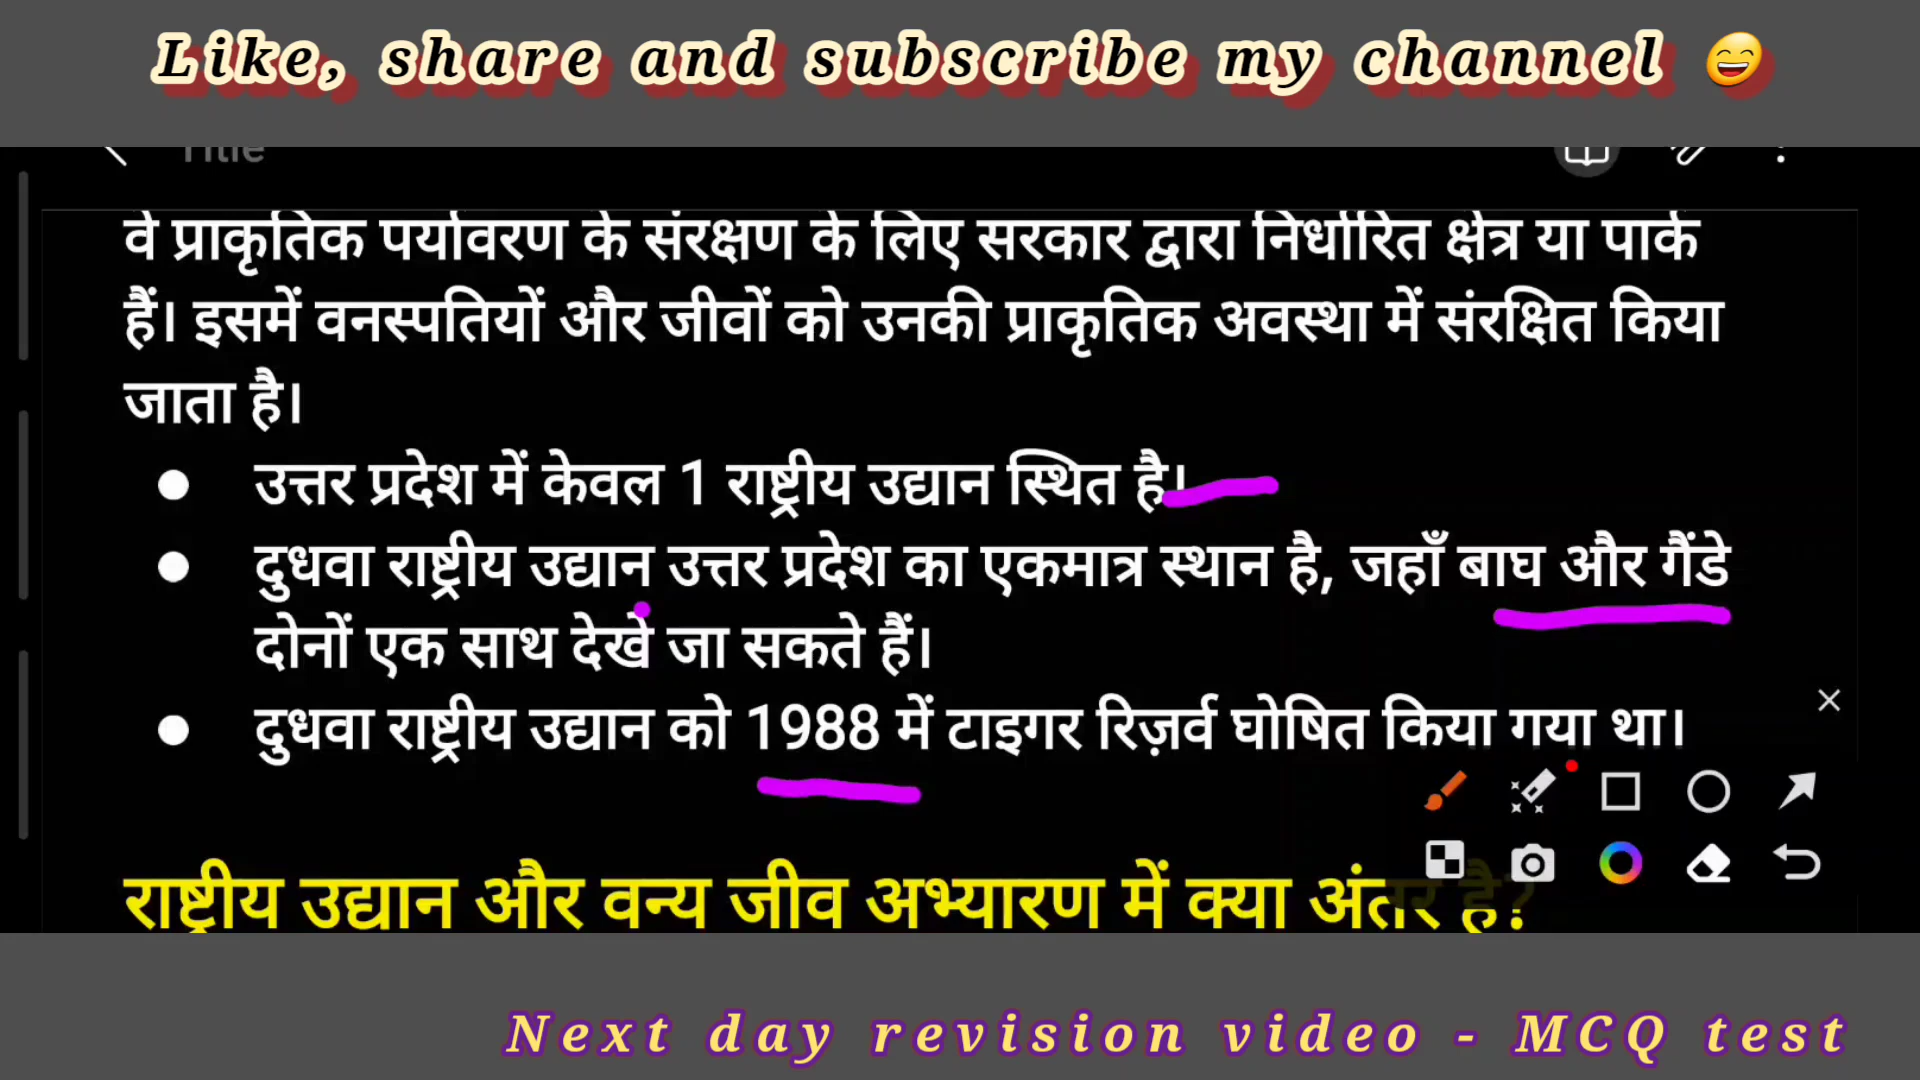 Like, share and subscribe my channel 😄
Title
वे प्राकृतिक पर्यावरण के संरक्षण के लिए सरकार द्वारा निर्धारित क्षेत्र या पार्क
हैं। इसमें वनस्पतियों और जीवों को उनकी प्राकृतिक अवस्था में संरक्षित किया
जाता है।
● उत्तर प्रदेश में केवल 1 राष्ट्रीय उद्यान स्थित है।
● दुधवा राष्ट्रीय उद्यान उत्तर प्रदेश का एकमात्र स्थान है, जहाँ बाघ और गैंडे
दोनों एक साथ देखे जा सकते हैं।
● दुधवा राष्ट्रीय उद्यान को 1988 में टाइगर रिज़र्व घोषित किया गया था।
राष्ट्रीय उद्यान और वन्य जीव अभ्यारण में क्या अंतर है?
Next day revision video - MCQ test